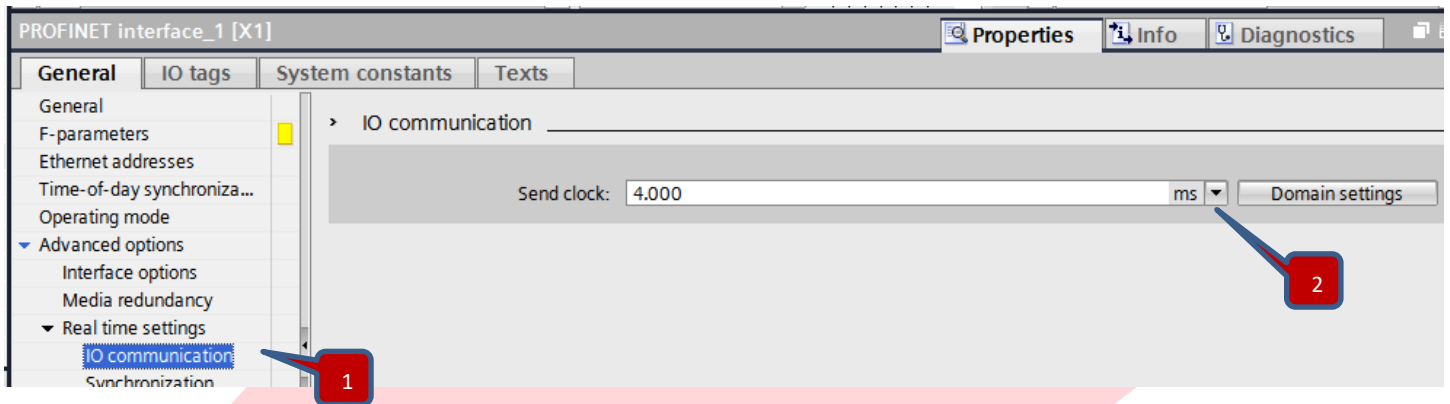 PROFINET interface_1 [X1]
Properties
Info
Diagnostics
General
IO tags
System constants
Texts
General
F-parameters
Ethernet addresses
Time-of-day synchroniza...
Operating mode
Advanced options
Interface options
Media redundancy
Real time settings
IO communication
Synchronization
IO communication
Send clock: 4.000 ms
Domain settings
1
2